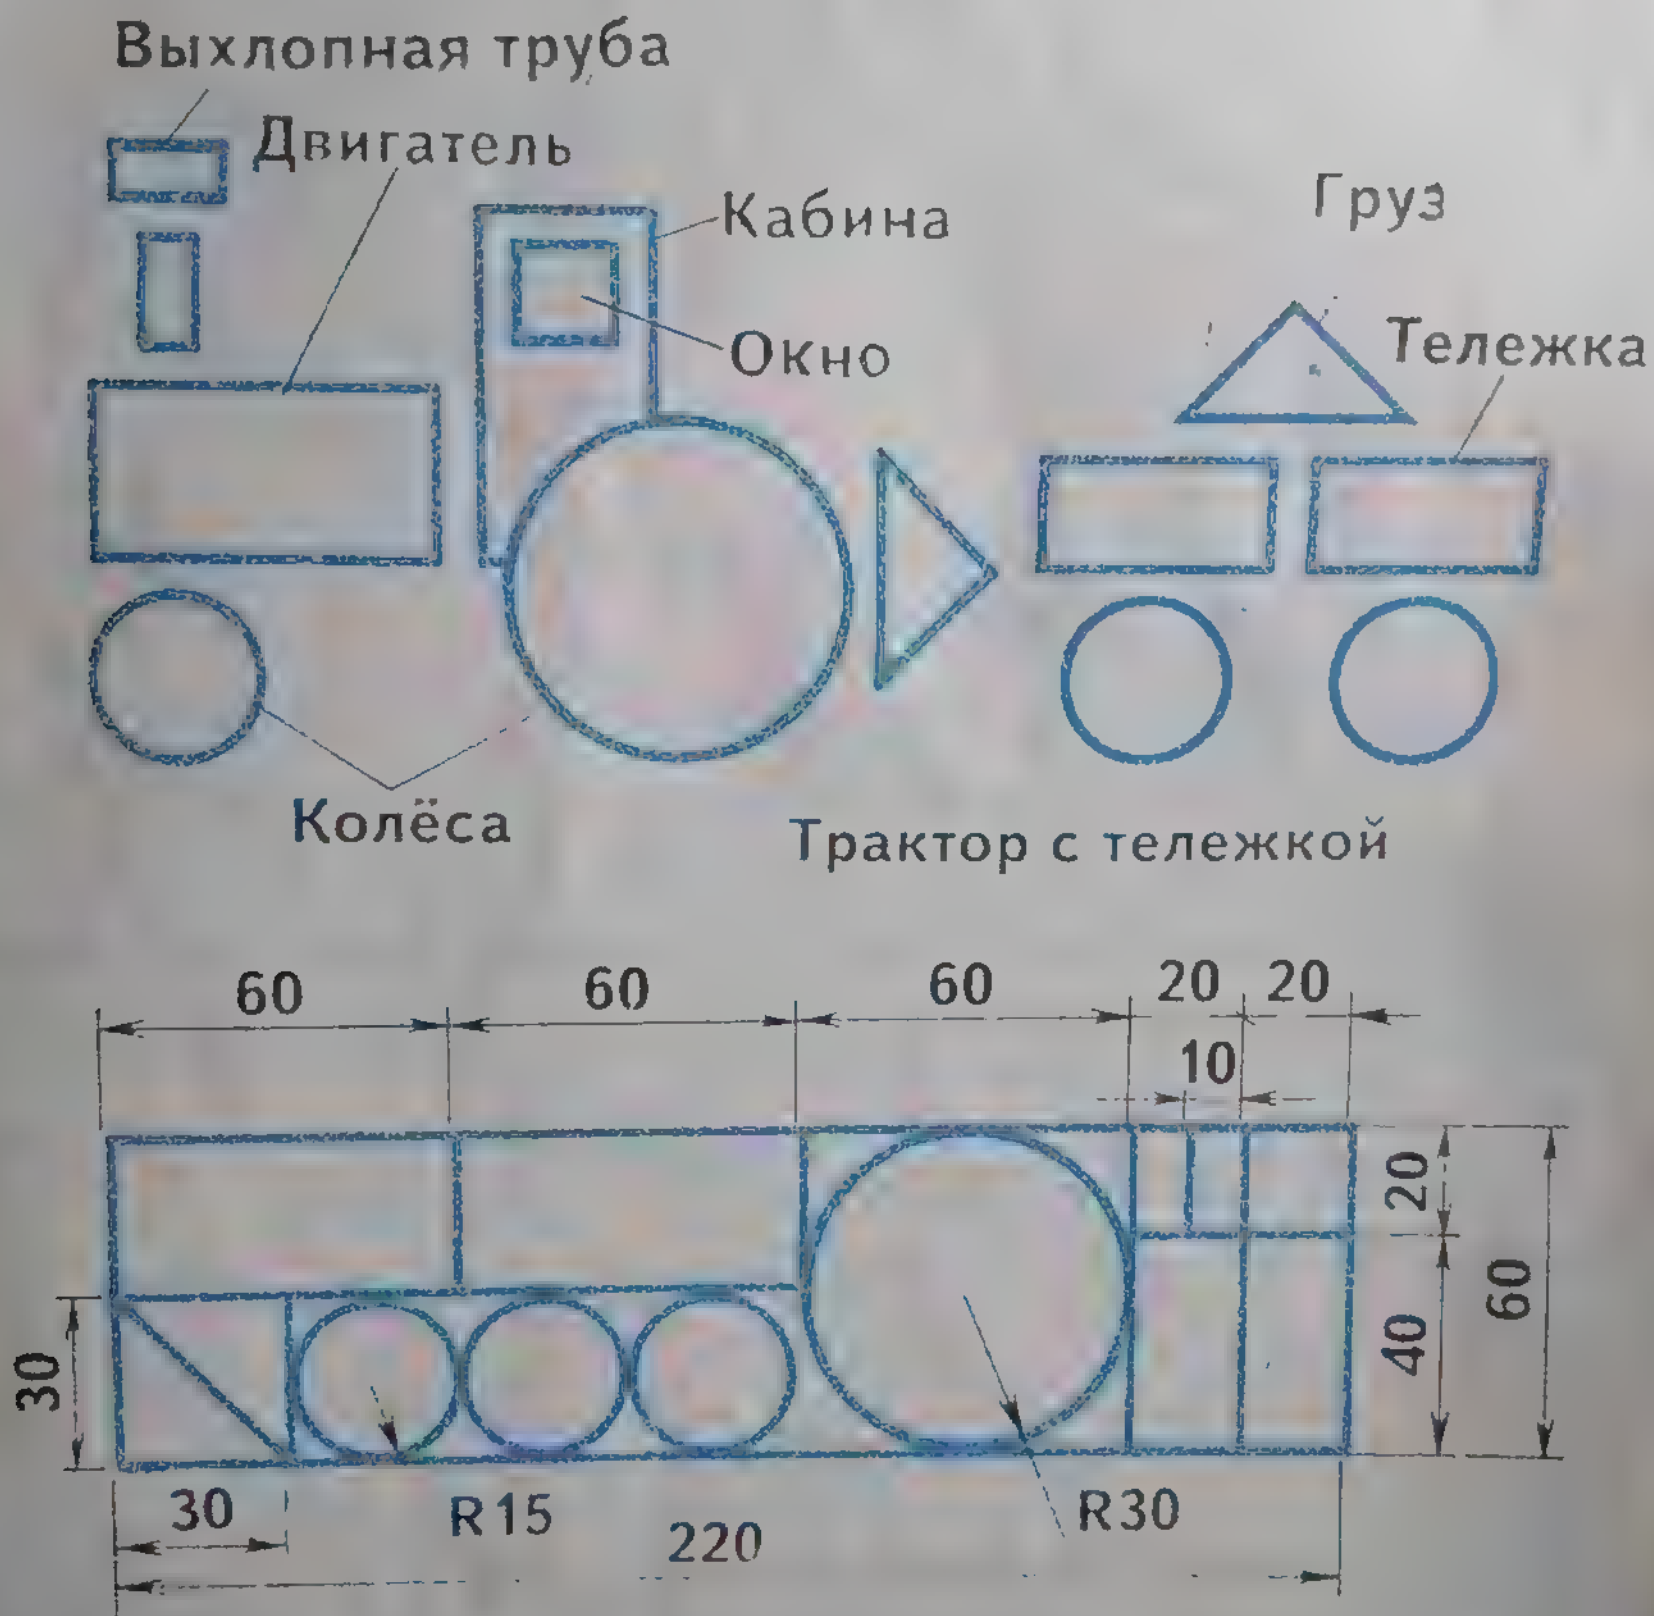 Выхлопная труба
Двигатель
Кабина
Груз
Окно
Тележка
Колёса
Трактор с тележкой
60 60 60 20 20
10
20
60
40
30
30
R15
R30
220